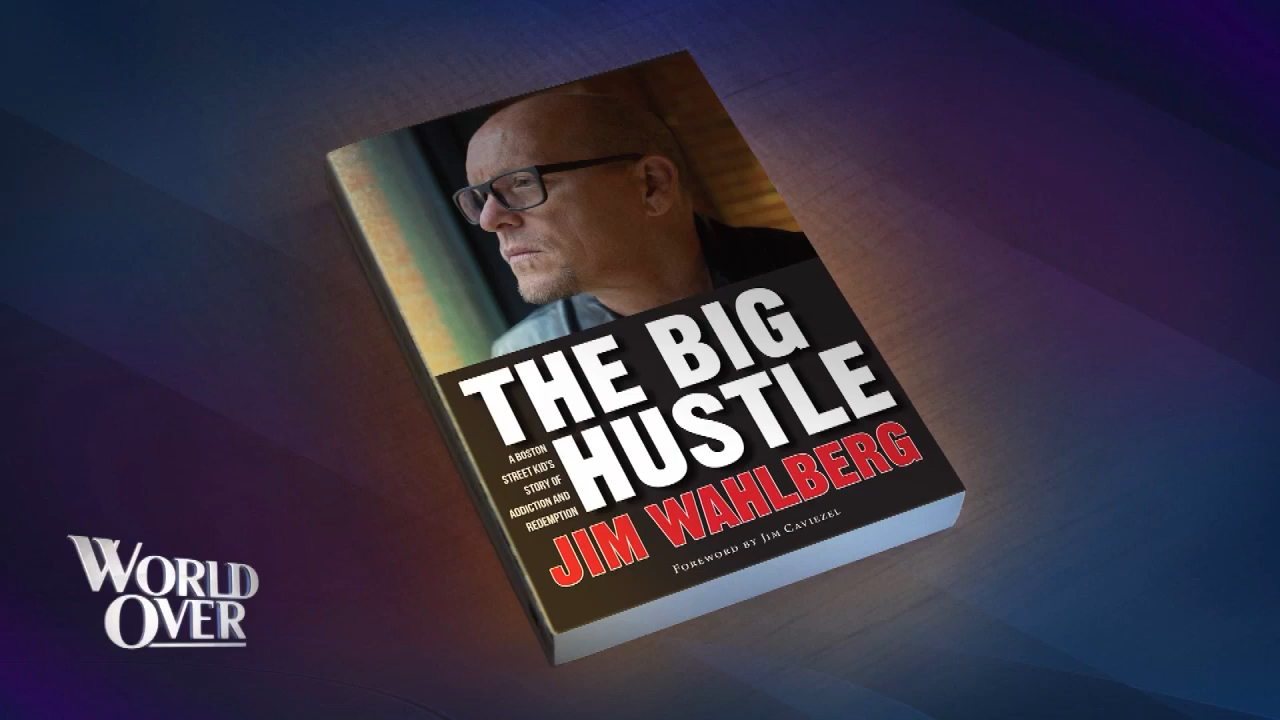 THE BIG
HUSTLE
A BOSTON
STREET KID'S
STORY OF
ADDICTION AND
REDEMPTION
JIM WAHLBERG
FOREWORD BY JIM CAVIEZEL
WORLD
OVER